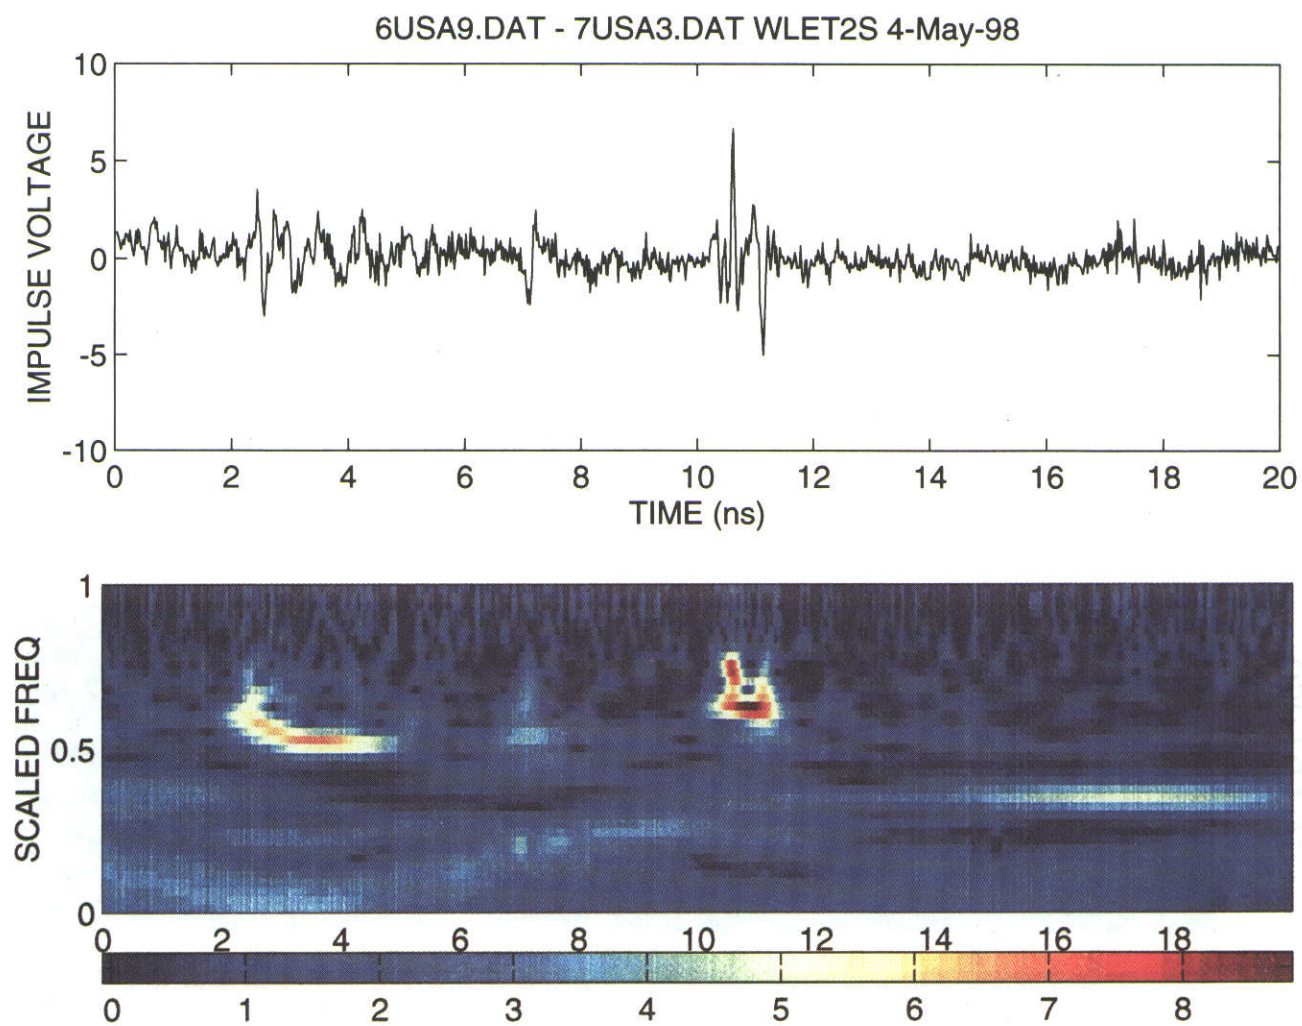 6USA9.DAT - 7USA3.DAT WLET2S 4-May-98
10
5
0
-5
-10
IMPULSE VOLTAGE
0 2 4 6 8 10 12 14 16 18 20
TIME (ns)
1
0.5
0
SCALED FREQ
0 2 4 6 8 10 12 14 16 18
0 1 2 3 4 5 6 7 8